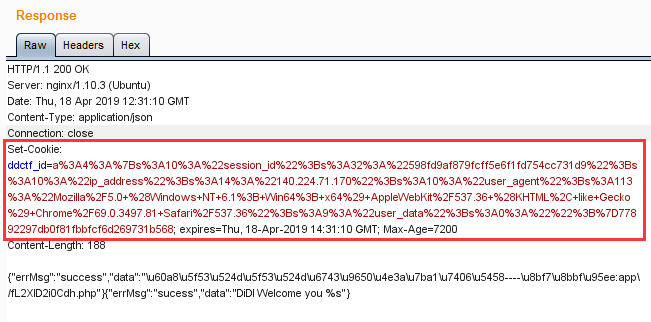 Response
Raw Headers Hex
HTTP/1.1 200 OK
Server: nginx/1.10.3 (Ubuntu)
Date: Thu, 18 Apr 2019 12:31:10 GMT
Content-Type: application/json
Connection: close
Set-Cookie:
ddctf_id=a%3A4%3A%7Bs%3A10%3A%22session_id%22%3Bs%3A32%3A%22598fd9af879fcff5e6f1fd754cc731d9%22%3Bs
%3A10%3A%22ip_address%22%3Bs%3A14%3A%22140.224.71.170%22%3Bs%3A10%3A%22user_agent%22%3Bs%3A113
%3A%22Mozilla%2F5.0+%28Windows+NT+6.1%3B+Win64%3B+x64%29+AppleWebKit%2F537.36+%28KHTML%2C+like+Gecko
%29+Chrome%2F69.0.3497.81+Safari%2F537.36%22%3Bs%3A9%3A%22user_data%22%3Bs%3A0%3A%22%22%3B%7D778
92297db0f81fbbfcf6d269731b568; expires=Thu, 18-Apr-2019 14:31:10 GMT; Max-Age=7200
Content-Length: 188
{"errMsg":"success","data":"\u60a8\u5f53\u524d\u5f53\u524d\u6743\u9650\u4e3a\u7ba1\u7406\u5458----\u8bf7\u8bbf\u95ee:app\
/fL2XID2i0Cdh.php"}{"errMsg":"sucess","data":"DiDI Welcome you %s"}